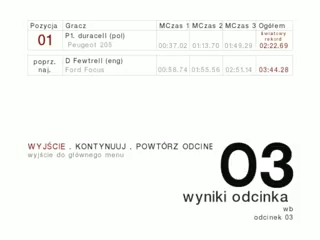 Pozycja Gracz MCzas 1 MCzas 2 MCzas 3 Ogółem
01 P1. duracell (pol) światowy rekord
Peugeot 205 00:37.02 01:13.70 01:49.29 02:22.69
poprz. D Fewtrell (eng)
naj. Ford Focus 00:58.74 01:55.56 02:51.14 03:44.28
WYJŚCIE . KONTYNUUJ . POWTÓRZ ODCINE
wyjście do głównego menu
03
wyniki odcinka
wb
odcinek 03